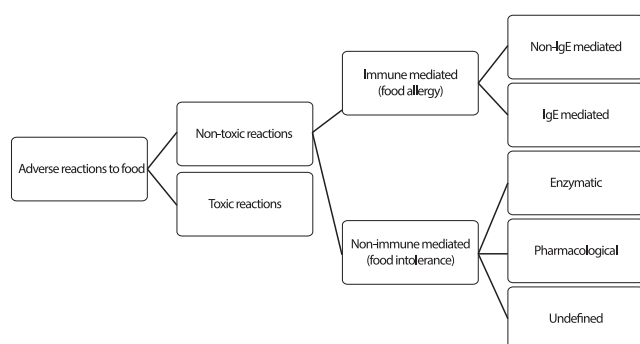 Adverse reactions to food
Non-toxic reactions
Toxic reactions
Immune mediated
(food allergy)
Non-immune mediated
(food intolerance)
Non-IgE mediated
IgE mediated
Enzymatic
Pharmacological
Undefined